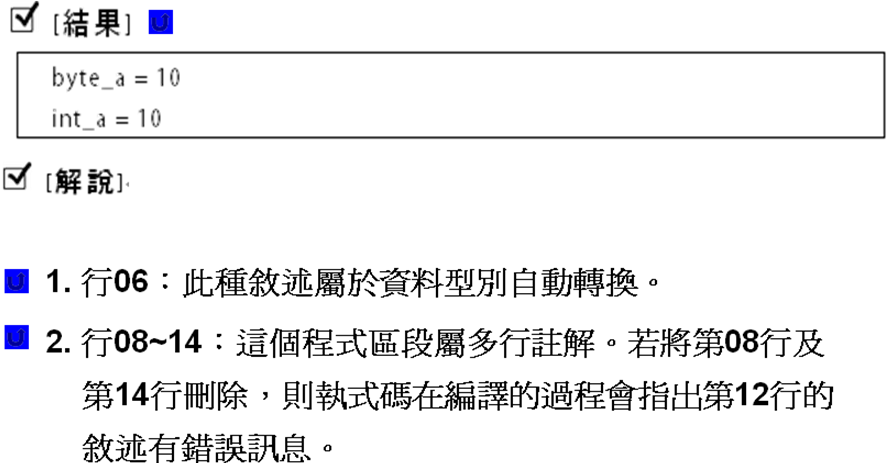 [結果]
byte_a = 10
int_a = 10
[解說]
1. 行06：此種敘述屬於資料型別自動轉換。
2. 行08~14：這個程式區段屬多行註解。若將第08行及
第14行刪除，則執式碼在編譯的過程會指出第12行的
敘述有錯誤訊息。